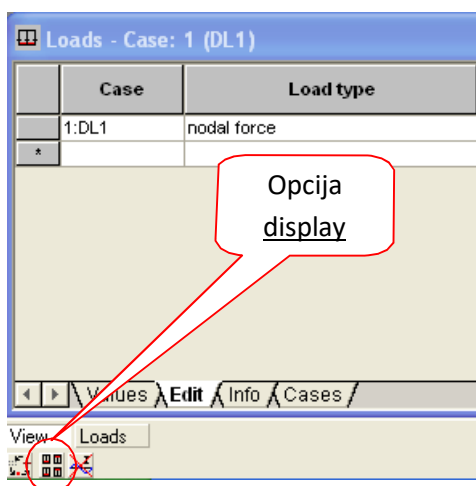 Loads - Case: 1 (DL1)
Case Load type
1:DL1 nodal force
*
Opcija
display
Values Edit Info Cases
View Loads